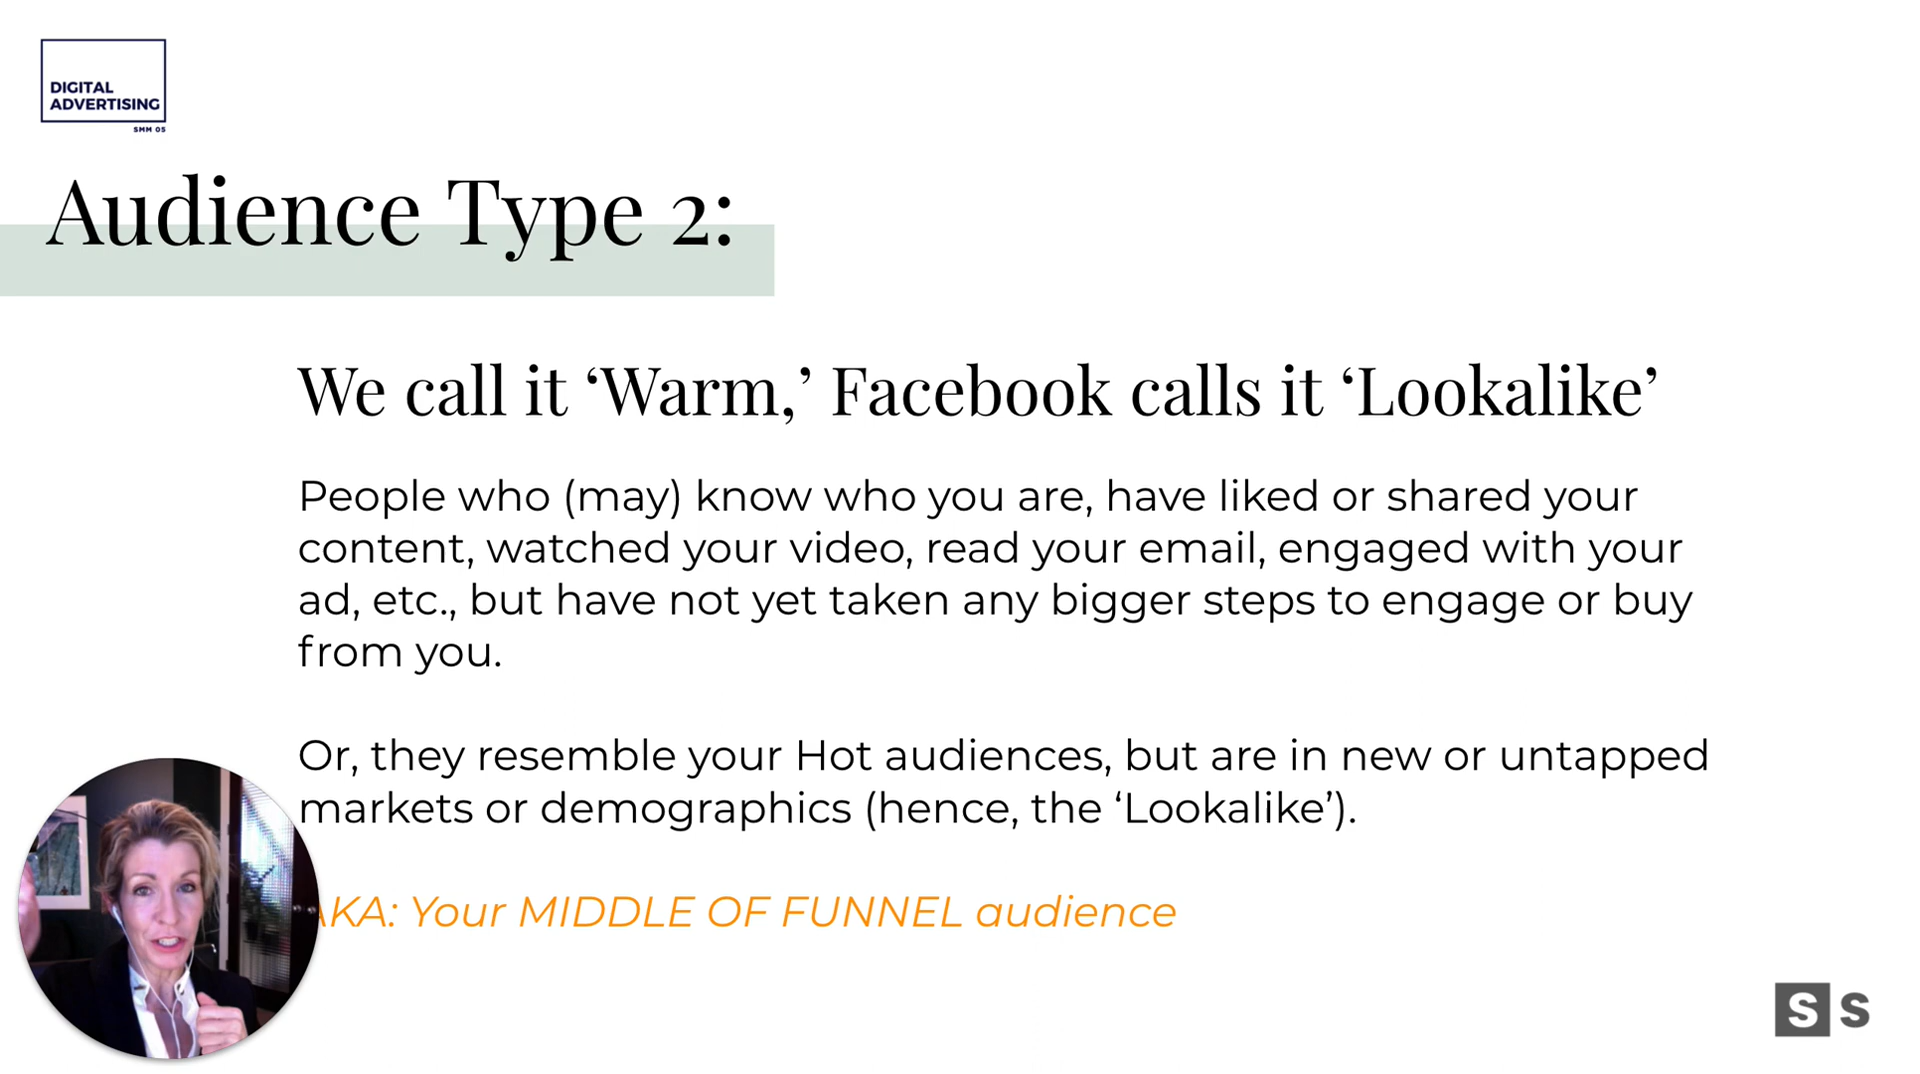 DIGITAL
ADVERTISING
SMM 05
Audience Type 2:
We call it ‘Warm,’ Facebook calls it ‘Lookalike’
People who (may) know who you are, have liked or shared your
content, watched your video, read your email, engaged with your
ad, etc., but have not yet taken any bigger steps to engage or buy
from you.
Or, they resemble your Hot audiences, but are in new or untapped
markets or demographics (hence, the ‘Lookalike’).
AKA: Your MIDDLE OF FUNNEL audience
S S